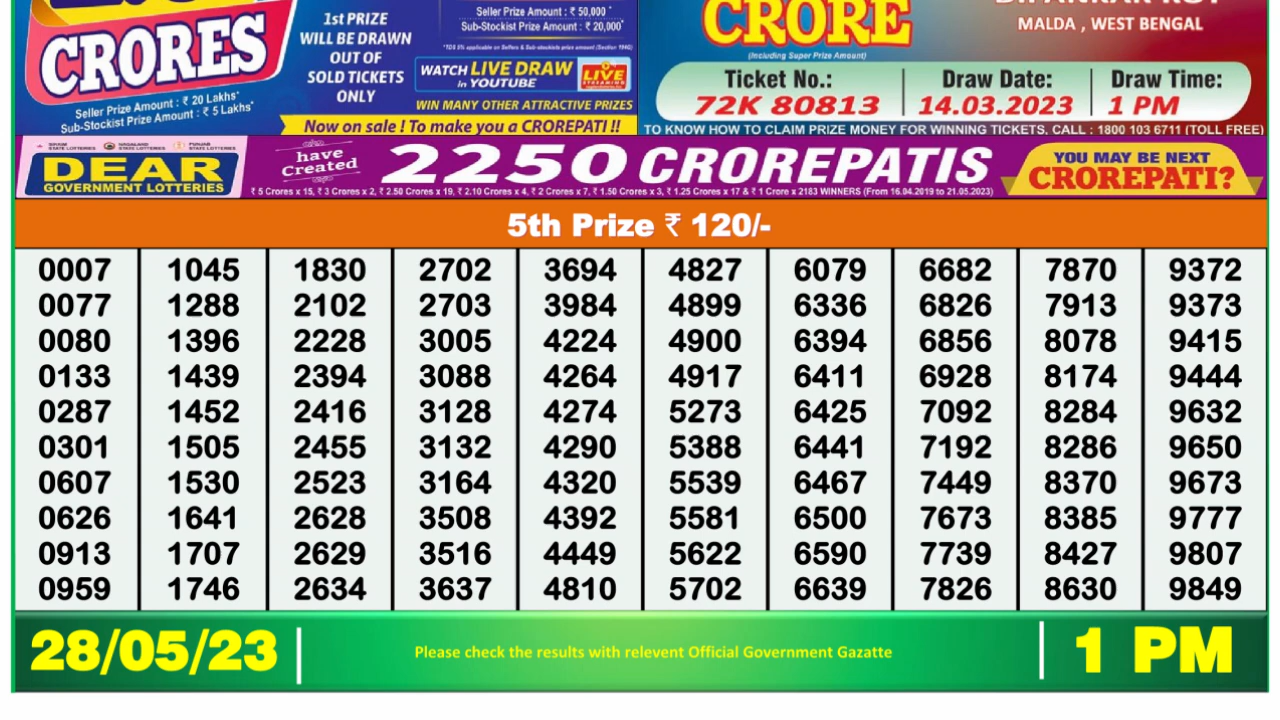 CRORES
Seller Prize Amount : ₹ 20 Lakhs*
Sub-Stockist Prize Amount : ₹ 5 Lakhs*
1st PRIZE
WILL BE DRAWN
OUT OF
SOLD TICKETS
ONLY
Seller Prize Amount : ₹ 50,000 *
Sub-Stockist Prize Amount : ₹ 20,000*
WATCH LIVE DRAW
in YOUTUBE
LIVE
WIN MANY OTHER ATTRACTIVE PRIZES
Now on sale ! To make you a CROREPATI !!
CRORE
(Including Super Prize Amount)
MALDA , WEST BENGAL
Ticket No.: Draw Date: Draw Time:
72K 80813 14.03.2023 1 PM
TO KNOW HOW TO CLAIM PRIZE MONEY FOR WINNING TICKETS, CALL : 1800 103 6711 (TOLL FREE)
DEAR
GOVERNMENT LOTTERIES
have
Created
2250 CROREPATIS
₹ 5 Crores x 15, ₹ 3 Crores x 2, ₹ 2.50 Crores x 19, ₹ 2.10 Crores x 4, ₹ 2 Crores x 7, ₹ 1.50 Crores x 3, ₹ 1.25 Crores x 17 & ₹ 1 Crore x 2183 WINNERS (From 16.04.2019 to 21.05.2023)
YOU MAY BE NEXT
CROREPATI?
5th Prize ₹ 120/-
0007 1045 1830 2702 3694 4827 6079 6682 7870 9372
0077 1288 2102 2703 3984 4899 6336 6826 7913 9373
0080 1396 2228 3005 4224 4900 6394 6856 8078 9415
0133 1439 2394 3088 4264 4917 6411 6928 8174 9444
0287 1452 2416 3128 4274 5273 6425 7092 8284 9632
0301 1505 2455 3132 4290 5388 6441 7192 8286 9650
0607 1530 2523 3164 4320 5539 6467 7449 8370 9673
0626 1641 2628 3508 4392 5581 6500 7673 8385 9777
0913 1707 2629 3516 4449 5622 6590 7739 8427 9807
0959 1746 2634 3637 4810 5702 6639 7826 8630 9849
28/05/23 Please check the results with relevent Official Government Gazatte 1 PM